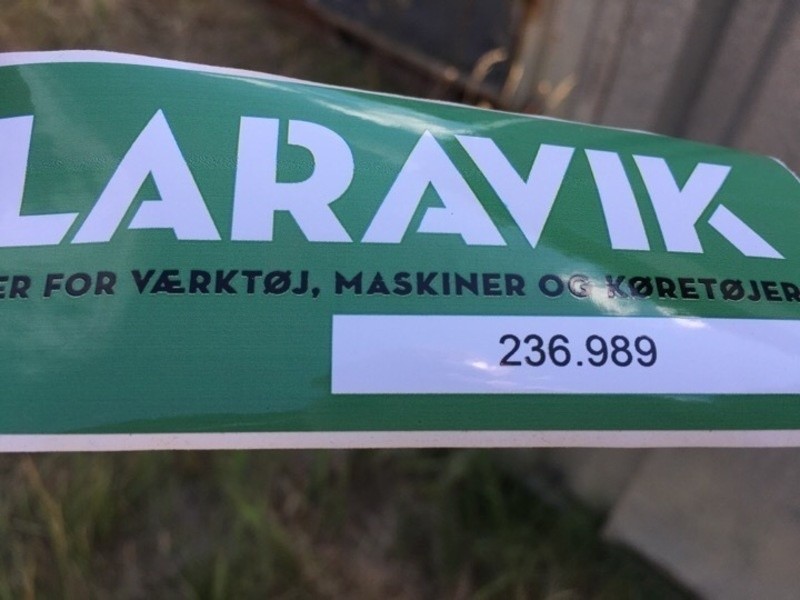 LARAVIK
ER FOR VÆRKTØJ, MASKINER OG KØRETØJER
236.989